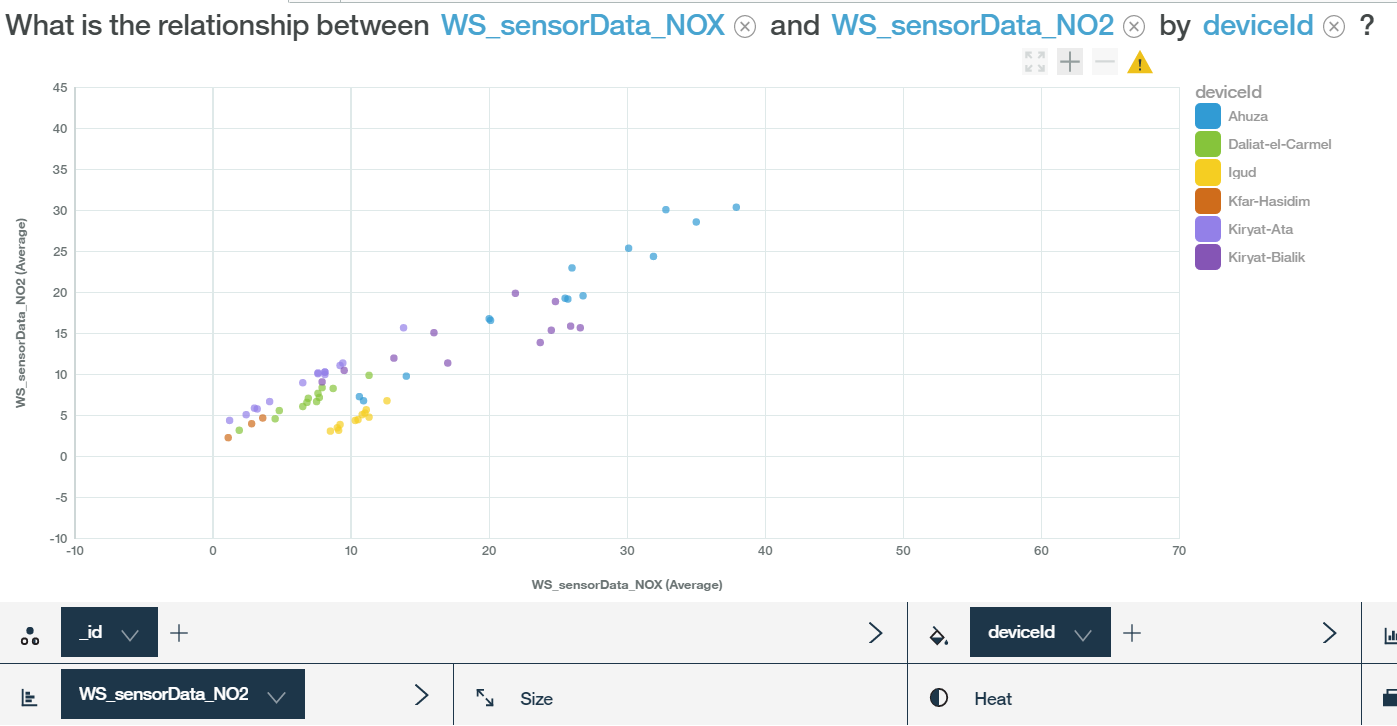 What is the relationship between WS_sensorData_NOX and WS_sensorData_NO2 by deviceId ?
deviceId
Ahuza
Daliat-el-Carmel
Igud
Kfar-Hasidim
Kiryat-Ata
Kiryat-Bialik
WS_sensorData_NO2 (Average)
45
40
35
30
25
20
15
10
5
0
-5
-10
-10 0 10 20 30 40 50 60 70
WS_sensorData_NOX (Average)
_id
deviceId
WS_sensorData_NO2
Size
Heat